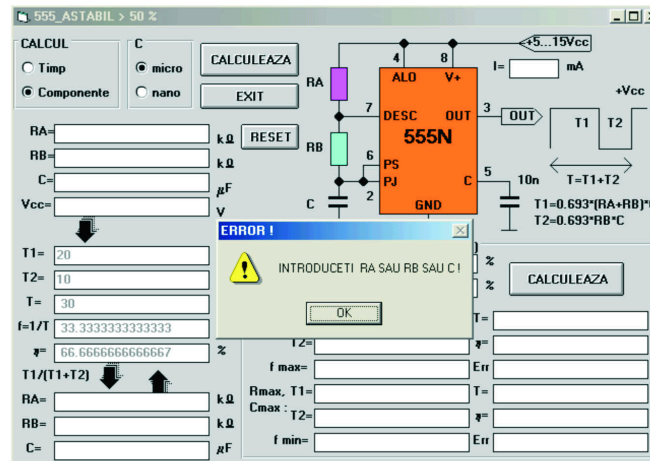 555_ASTABIL > 50 %
CALCUL
Timp
Componente
C
micro
nano
CALCULEAZA
EXIT
RESET
RA= kΩ
RB= kΩ
C= μF
Vcc= V
T1= 20
T2= 10
T= 30
f=1/T 33.3333333333333
η= 66.6666666666667 %
T1/(T1+T2)
RA= kΩ
RB= kΩ
C= μF
+5...15Vcc
I= mA
4 8
ALO V+
RA
7 DESC OUT 3 OUT
555N
RB
6 PS
PJ
2
C 5 10n
GND
C
+Vcc
T1 T2
T=T1+T2
T1=0.693*(RA+RB)*
T2=0.693*RB*C
ERROR !
INTRODUCETI RA SAU RB SAU C !
OK
%
%
CALCULEAZA
T=
T2= η=
f max= Err
Rmax, T1= T=
Cmax : T2= η=
f min= Err